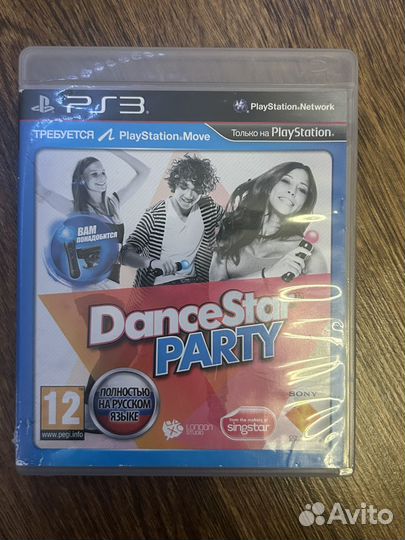 PS3
PlayStation®Network
ТРЕБУЕТСЯ PlayStation®Move
Только на PlayStation®
ВАМ
ПОНАДОБИТСЯ
DanceStar
PARTY
12
www.pegi.info
ПОЛНОСТЬЮ
НА РУССКОМ
ЯЗЫКЕ
LONDON
STUDIO
from the makers of
singstar
SONY
Avito